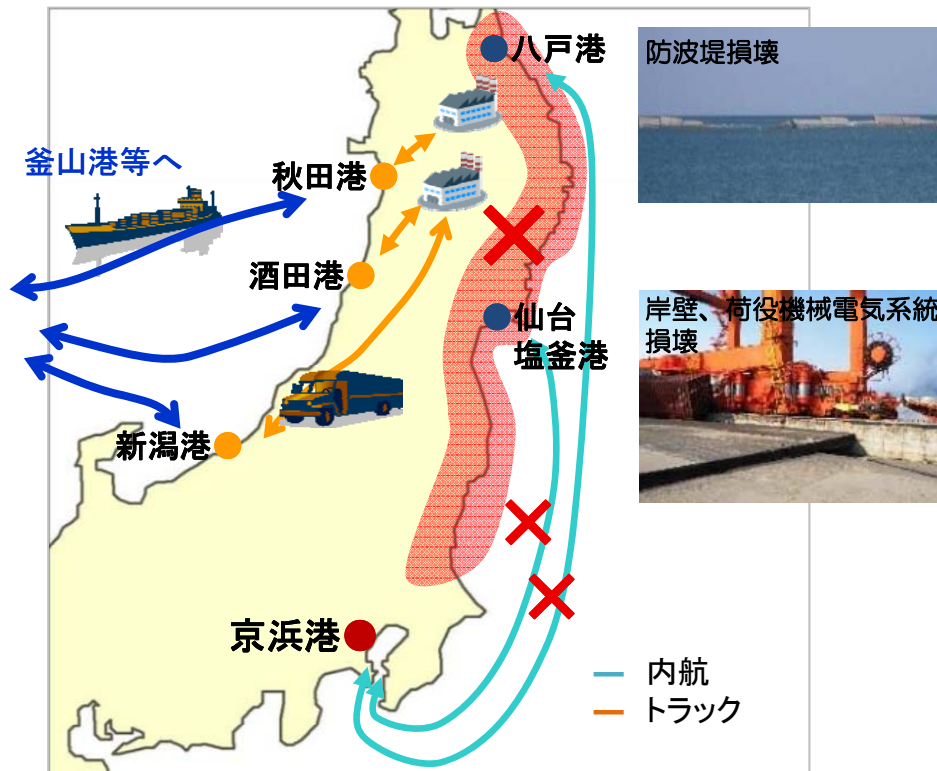 八戸港
防波堤損壊
釜山港等へ
秋田港
酒田港
仙台
塩釜港
岸壁、荷役機械電気系統
損壊
新潟港
京浜港
内航
トラック